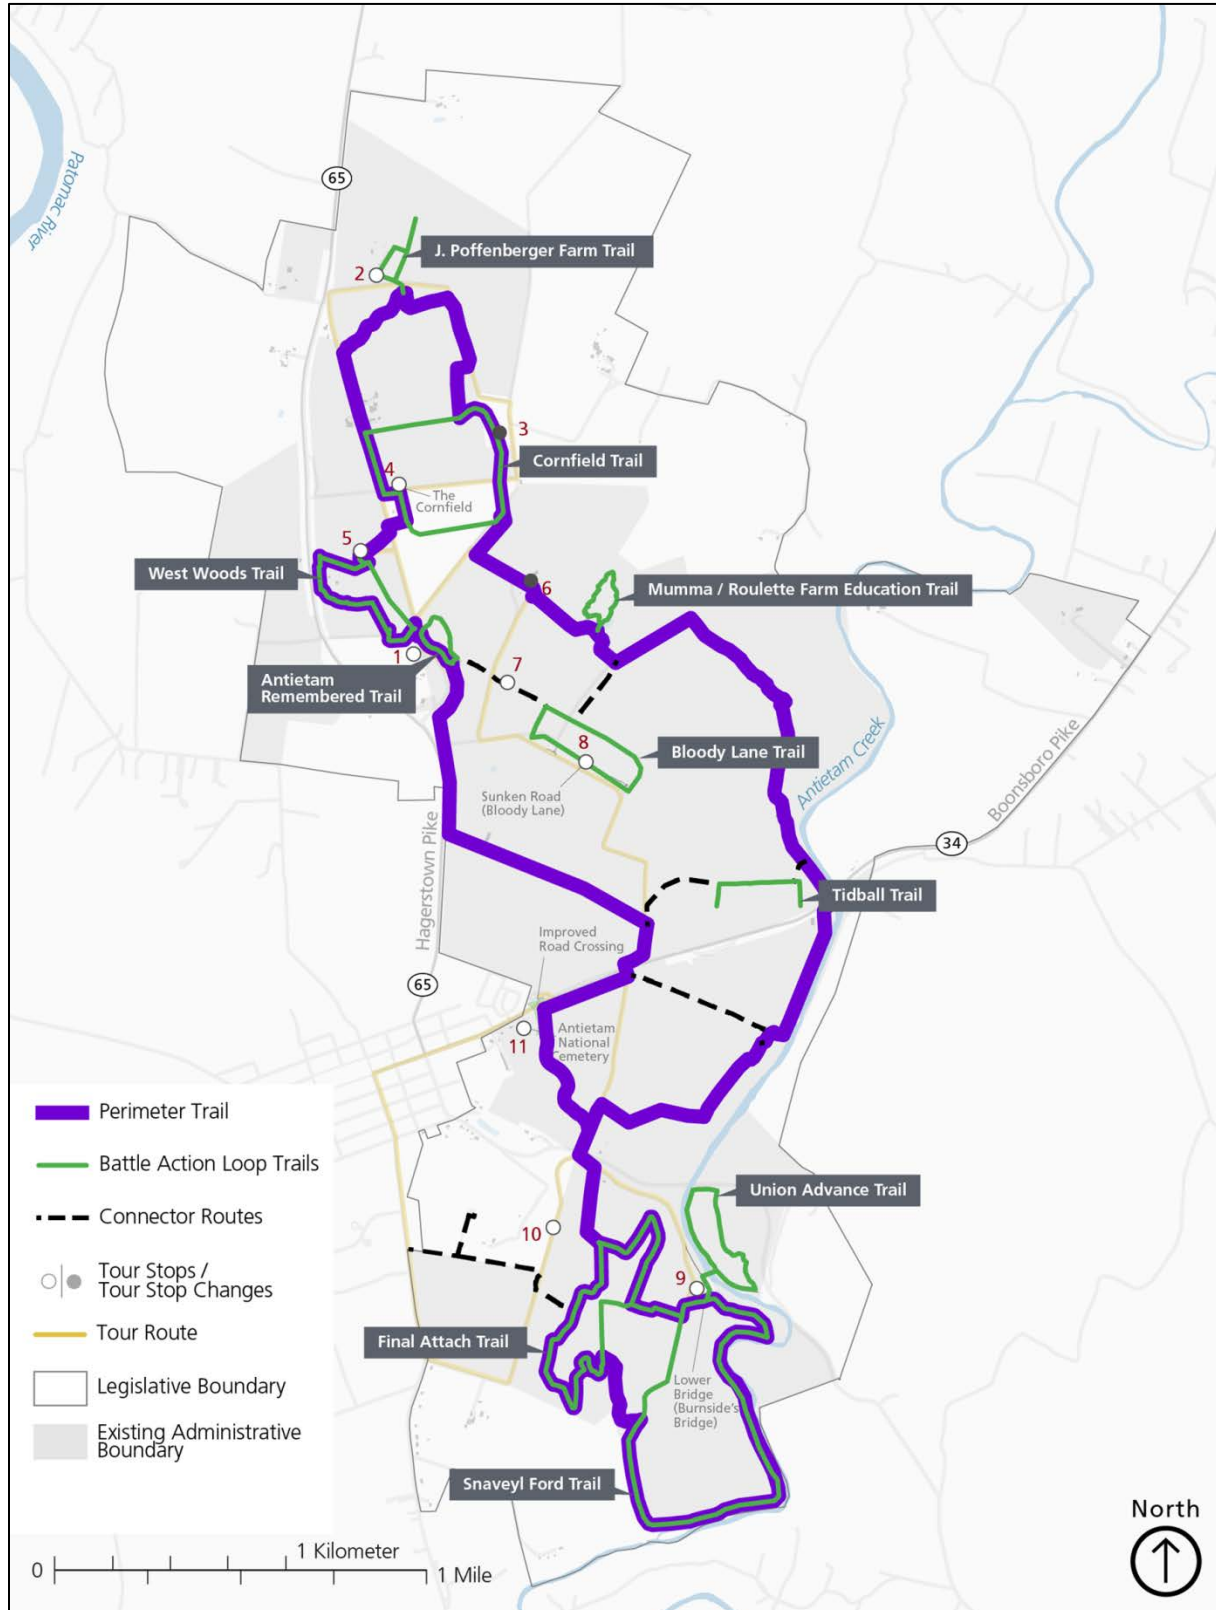 Patomac River
65
J. Poffenberger Farm Trail
2
3
Cornfield Trail
4
The
Cornfield
5
West Woods Trail
6
Mumma / Roulette Farm Education Trail
1
7
Antietam
Remembered Trail
8
Bloody Lane Trail
Sunken Road
(Bloody Lane)
Antietam Creek
Boonsboro Pike
34
Hagerstown Pike
Tidball Trail
Improved
Road Crossing
65
11
Antietam
National
Cemetery
Perimeter Trail
Battle Action Loop Trails
Connector Routes
Tour Stops /
Tour Stop Changes
Tour Route
Legislative Boundary
Existing Administrative
Boundary
Union Advance Trail
10
9
Final Attach Trail
Lower
Bridge
(Burnside's
Bridge)
Snaveyl Ford Trail
North
0
1 Kilometer
1 Mile